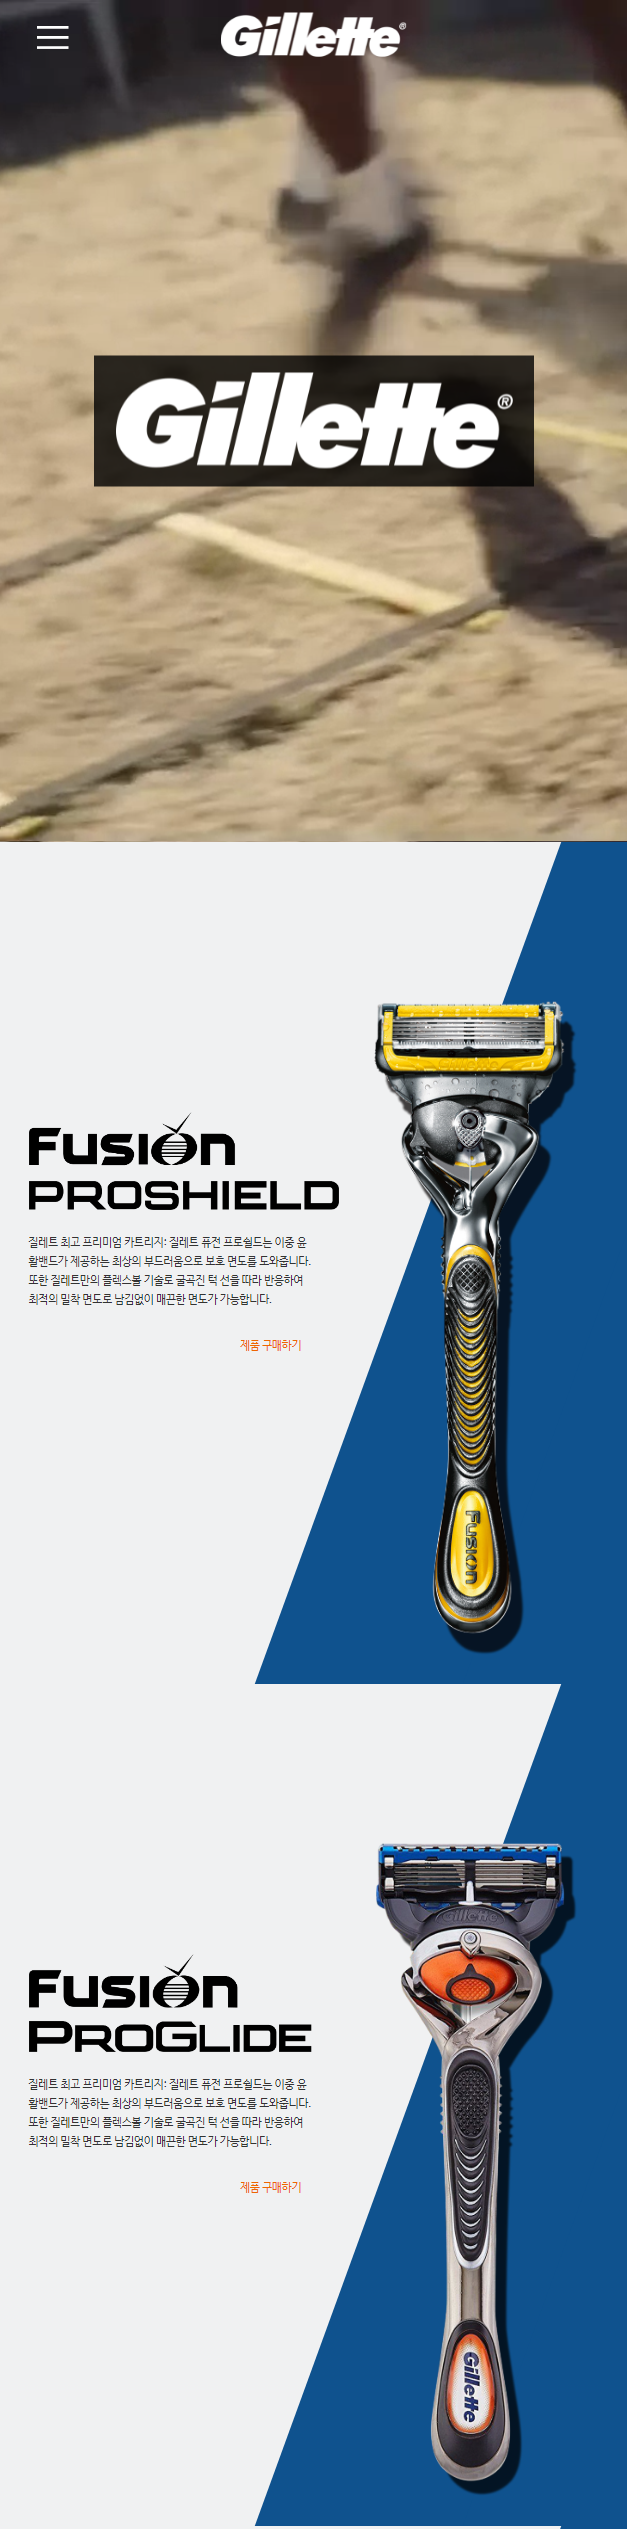 Gillette®
Gillette®
FUSION
PROSHIELD
질레트 최고 프리미엄 카트리지: 질레트 퓨전 프로쉴드는 이중 윤
활밴드가 제공하는 최상의 부드러움으로 보호 면도를 도와줍니다.
또한 질레트만의 플렉스볼 기술로 굴곡진 턱 선을 따라 반응하여
최적의 밀착 면도로 남김없이 매끈한 면도가 가능합니다.
제품 구매하기
FUSION
FUSION
PROGLIDE
질레트 최고 프리미엄 카트리지: 질레트 퓨전 프로쉴드는 이중 윤
활밴드가 제공하는 최상의 부드러움으로 보호 면도를 도와줍니다.
또한 질레트만의 플렉스볼 기술로 굴곡진 턱 선을 따라 반응하여
최적의 밀착 면도로 남김없이 매끈한 면도가 가능합니다.
제품 구매하기
Gillette
Gillette